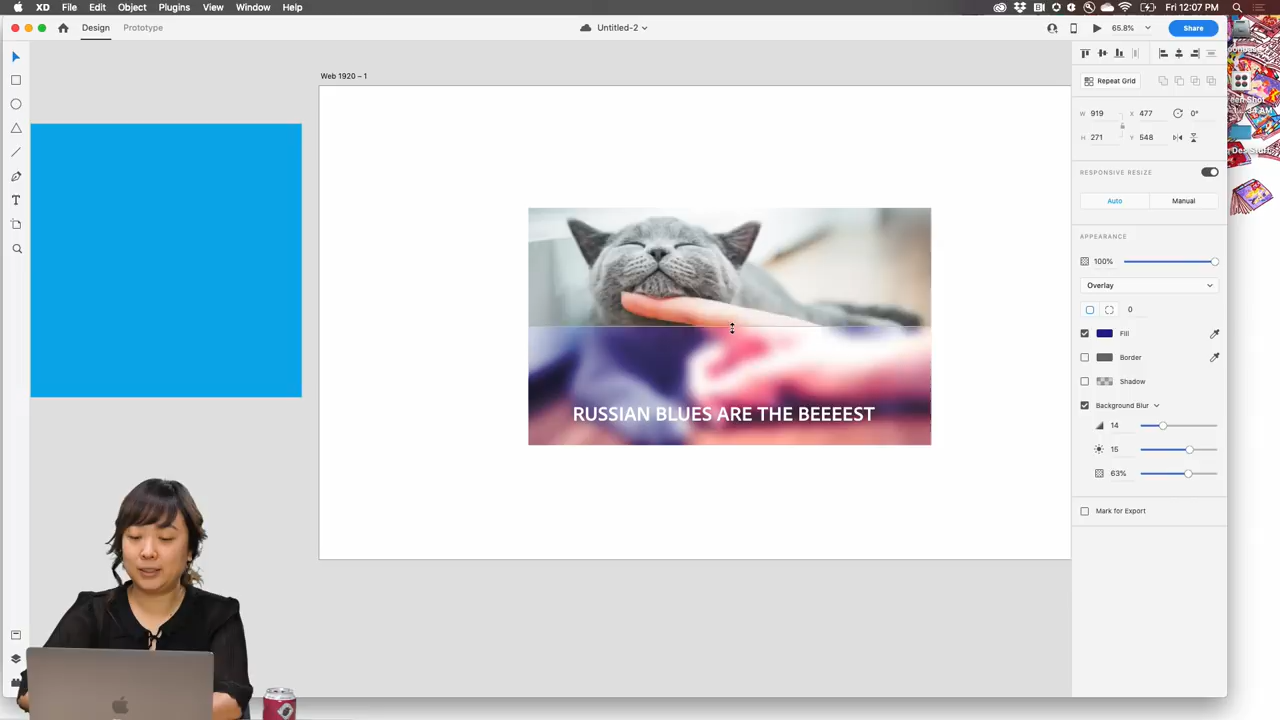 XD File Edit Object Plugins View Window Help
Fri 12:07 PM
Design Prototype
Untitled-2
65.8%
Share
Web 1920 – 1
Repeat Grid
W 919 X 477 0°
H 271 Y 548
RESPONSIVE RESIZE
Auto Manual
APPEARANCE
100%
Overlay
0
Fill
Border
Shadow
Background Blur
14
15
63%
Mark for Export
RUSSIAN BLUES ARE THE BEEEEST